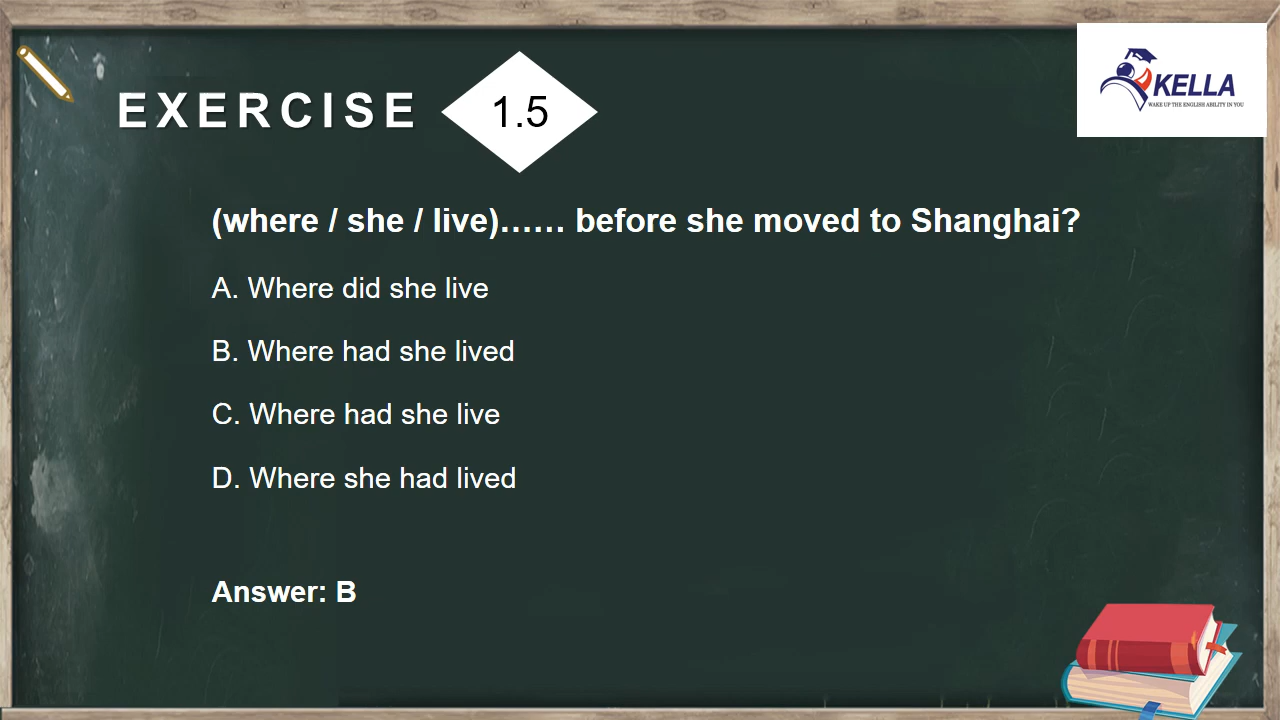 KELLA
WAKE UP THE ENGLISH ABILITY IN YOU
EXERCISE 1.5
(where / she / live)…… before she moved to Shanghai?
A. Where did she live
B. Where had she lived
C. Where had she live
D. Where she had lived
Answer: B